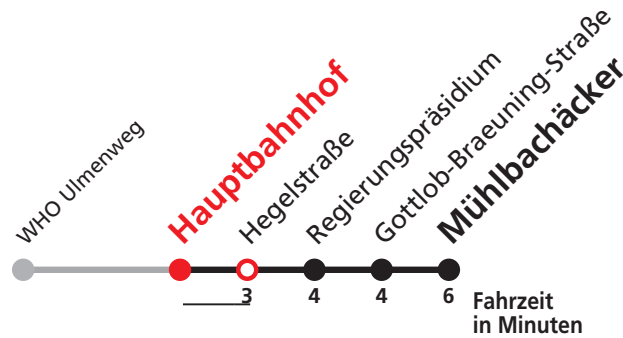 WHO Ulmenweg
Hauptbahnhof
Hegelstraße
Regierungspräsidium
Gottlob-Braeuning-Straße
Mühlbachäcker
3 4 4 6
Fahrzeit
in Minuten